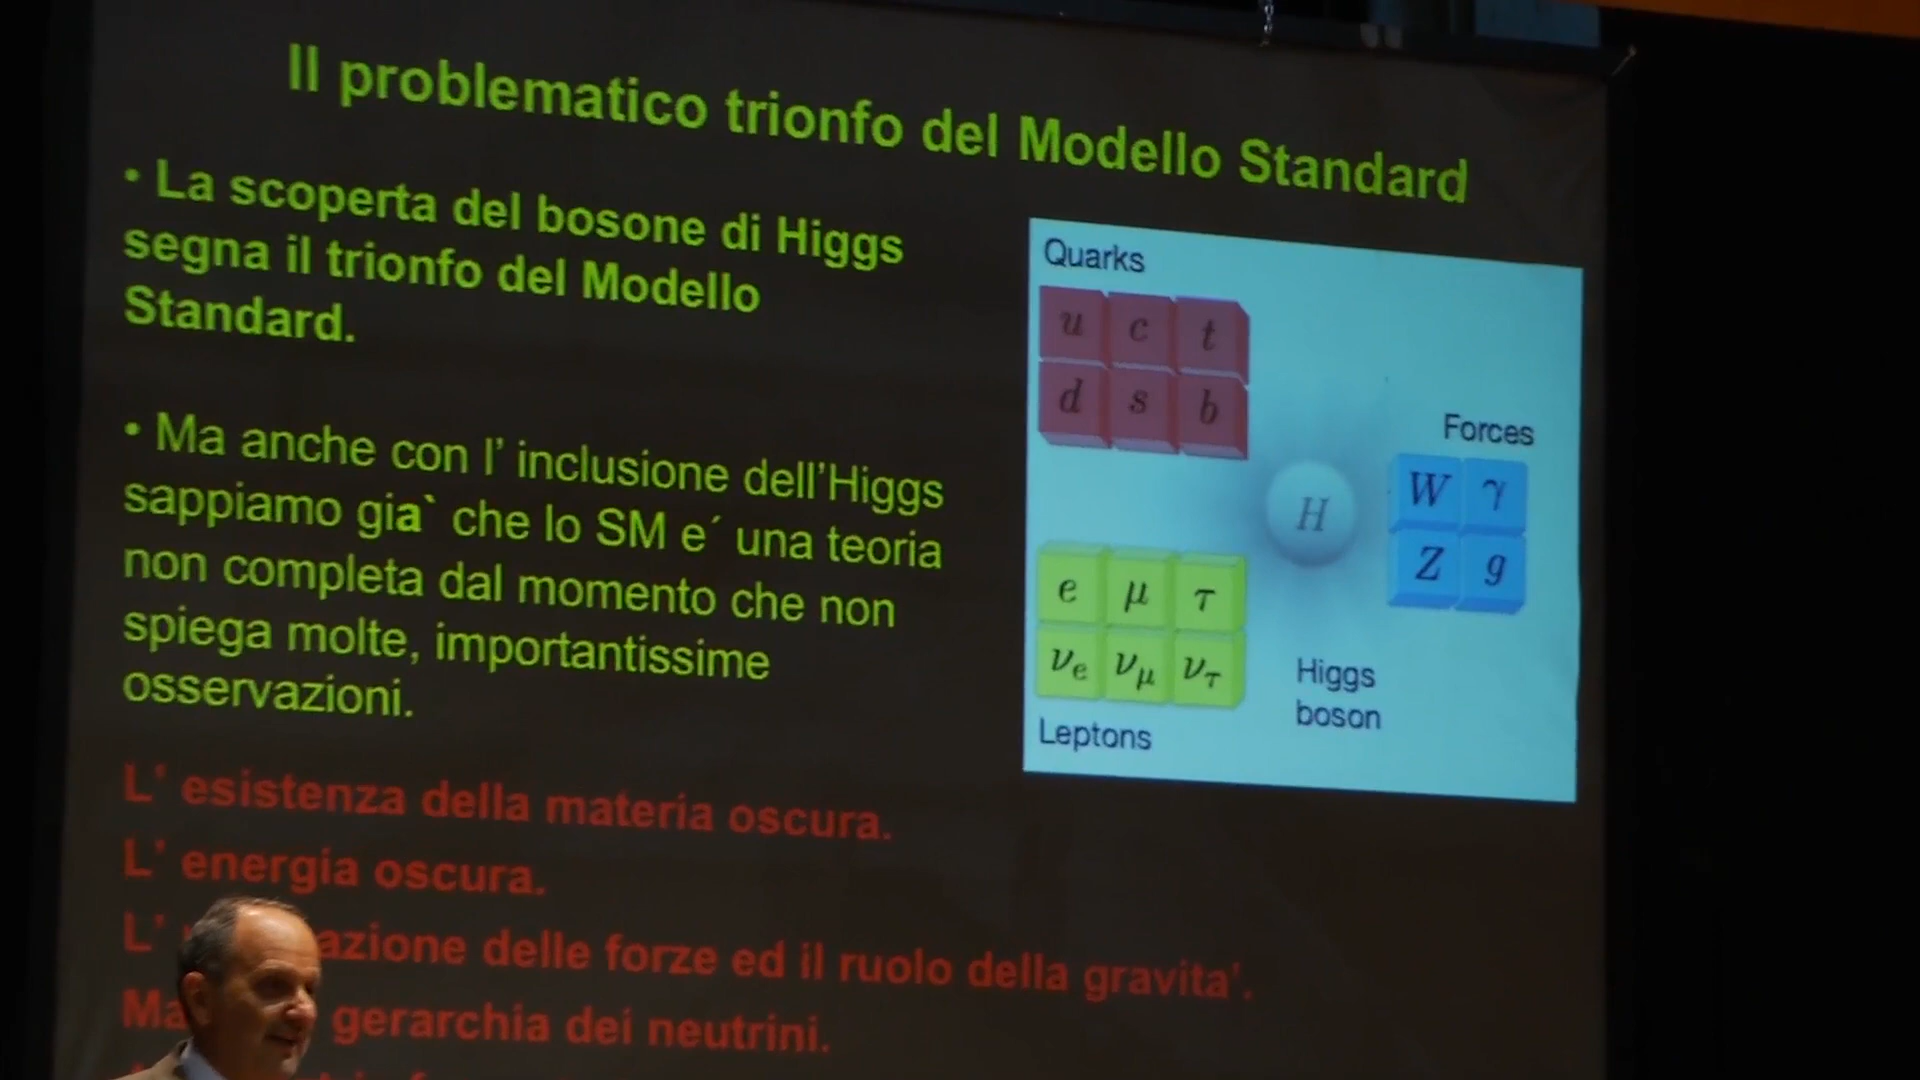 Il problematico trionfo del Modello Standard
• La scoperta del bosone di Higgs
segna il trionfo del Modello
Standard.
• Ma anche con l' inclusione dell'Higgs
sappiamo gia` che lo SM e´ una teoria
non completa dal momento che non
spiega molte, importantissime
osservazioni.
L' esistenza della materia oscura.
L' energia oscura.
L' azione delle forze ed il ruolo della gravita'.
Ma gerarchia dei neutrini.
Quarks
u c t
d s b
Forces
W γ
Z g
H
e μ τ
νe νμ ντ
Higgs
boson
Leptons